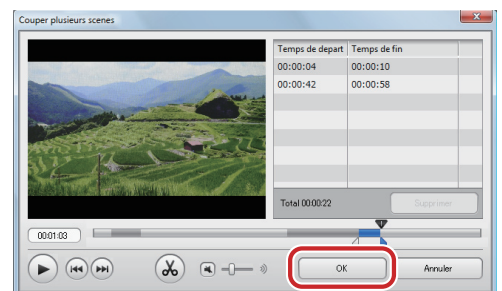 Couper plusieurs scenes
Temps de depart Temps de fin
00:00:04 00:00:10
00:00:42 00:00:58
Total 00:00:22 Supprimer
00:01:03
OK Annuler